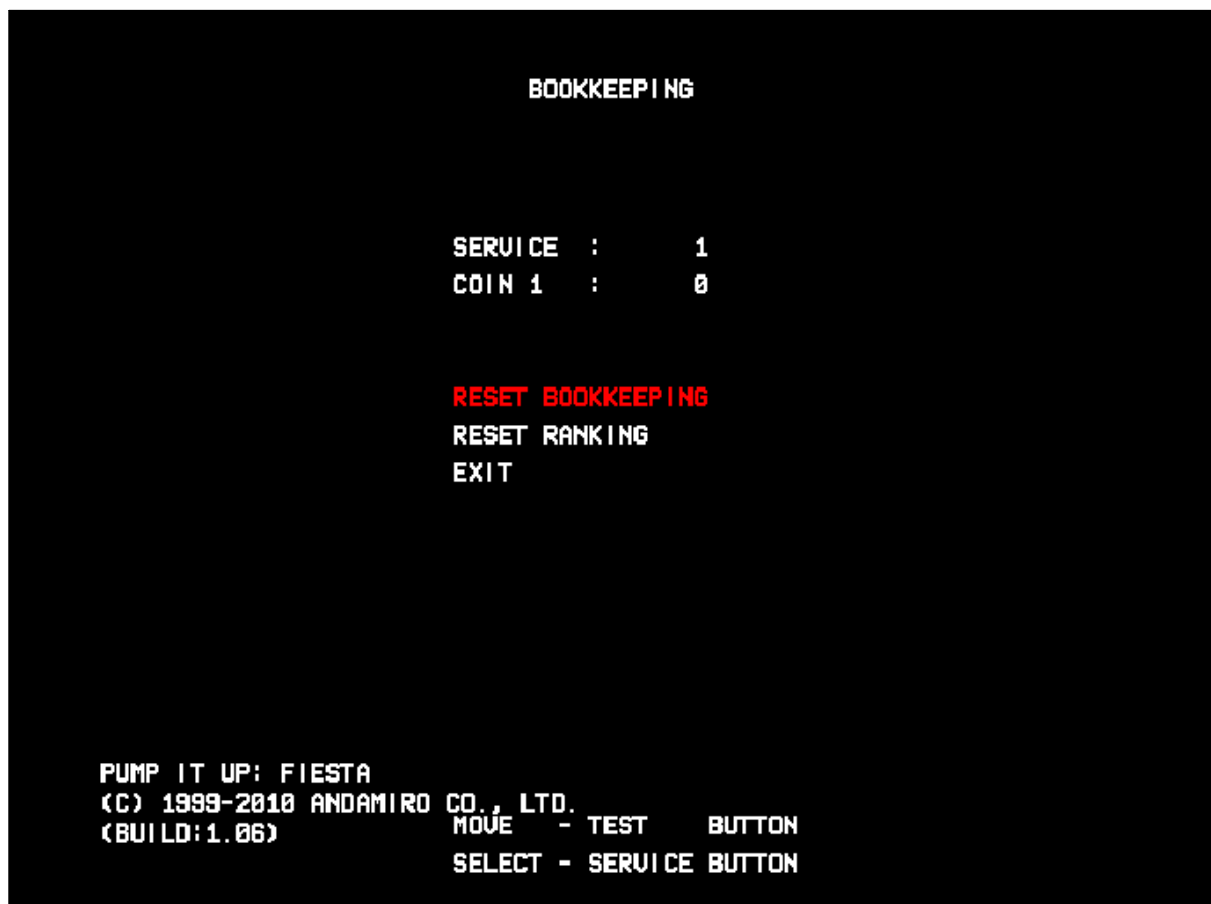 BOOKKEEPING
SERVICE : 1
COIN 1 : 0
RESET BOOKKEEPING
RESET RANKING
EXIT
PUMP IT UP: FIESTA
(C) 1999-2010 ANDAMIRO CO., LTD.
(BUILD:1.06)
MOVE - TEST BUTTON
SELECT - SERVICE BUTTON